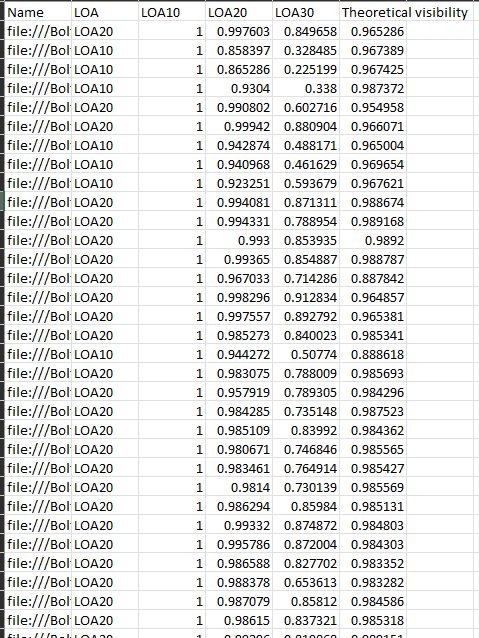 Name LOA LOA10 LOA20 LOA30 Theoretical visibility
file:///Bol LOA20 1 0.997603 0.849658 0.965286
file:///Bol LOA10 1 0.858397 0.328485 0.967389
file:///Bol LOA10 1 0.865286 0.225199 0.967425
file:///Bol LOA10 1 0.9304 0.338 0.987372
file:///Bol LOA20 1 0.990802 0.602716 0.954958
file:///Bol LOA20 1 0.99942 0.880904 0.966071
file:///Bol LOA10 1 0.942874 0.488171 0.965004
file:///Bol LOA10 1 0.940968 0.461629 0.969654
file:///Bol LOA10 1 0.923251 0.593679 0.967621
file:///Bol LOA20 1 0.994081 0.871311 0.988674
file:///Bol LOA20 1 0.994331 0.788954 0.989168
file:///Bol LOA20 1 0.993 0.853935 0.9892
file:///Bol LOA20 1 0.99365 0.854887 0.988787
file:///Bol LOA20 1 0.967033 0.714286 0.887842
file:///Bol LOA20 1 0.998296 0.912834 0.964857
file:///Bol LOA20 1 0.997557 0.892792 0.965381
file:///Bol LOA20 1 0.985273 0.840023 0.985341
file:///Bol LOA10 1 0.944272 0.50774 0.888618
file:///Bol LOA20 1 0.983075 0.788009 0.985693
file:///Bol LOA20 1 0.957919 0.789305 0.984296
file:///Bol LOA20 1 0.984285 0.735148 0.987523
file:///Bol LOA20 1 0.985109 0.83992 0.984362
file:///Bol LOA20 1 0.980671 0.746846 0.985565
file:///Bol LOA20 1 0.983461 0.764914 0.985427
file:///Bol LOA20 1 0.9814 0.730139 0.985569
file:///Bol LOA20 1 0.986294 0.85984 0.985131
file:///Bol LOA20 1 0.99332 0.874872 0.984803
file:///Bol LOA20 1 0.995786 0.872004 0.984303
file:///Bol LOA20 1 0.986588 0.827702 0.983352
file:///Bol LOA20 1 0.988378 0.653613 0.983282
file:///Bol LOA20 1 0.987079 0.85812 0.984586
file:///Bol LOA20 1 0.98615 0.837321 0.985318